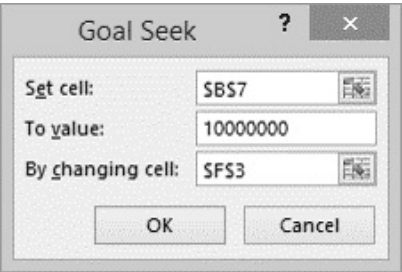 Goal Seek ? ×
Set cell: $B$7
To value: 10000000
By changing cell: $F$3
OK Cancel